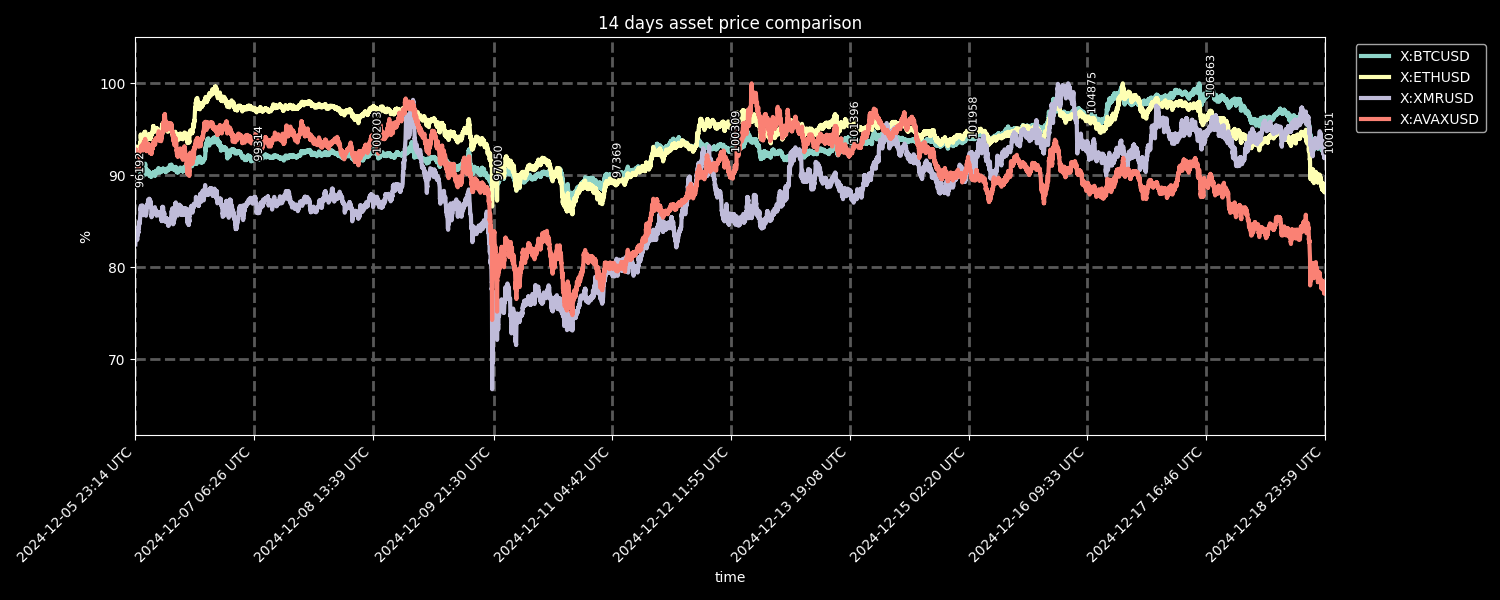 14 days asset price comparison
X:BTCUSD
X:ETHUSD
X:XMRUSD
X:AVAXUSD
100
90
80
70
%
96192
99314
100203
97050
97369
100309
101396
101958
104875
106863
100151
2024-12-05 23:14 UTC
2024-12-07 06:26 UTC
2024-12-08 13:39 UTC
2024-12-09 21:30 UTC
2024-12-11 04:42 UTC
2024-12-12 11:55 UTC
2024-12-13 19:08 UTC
2024-12-15 02:20 UTC
2024-12-16 09:33 UTC
2024-12-17 16:46 UTC
2024-12-18 23:59 UTC
time